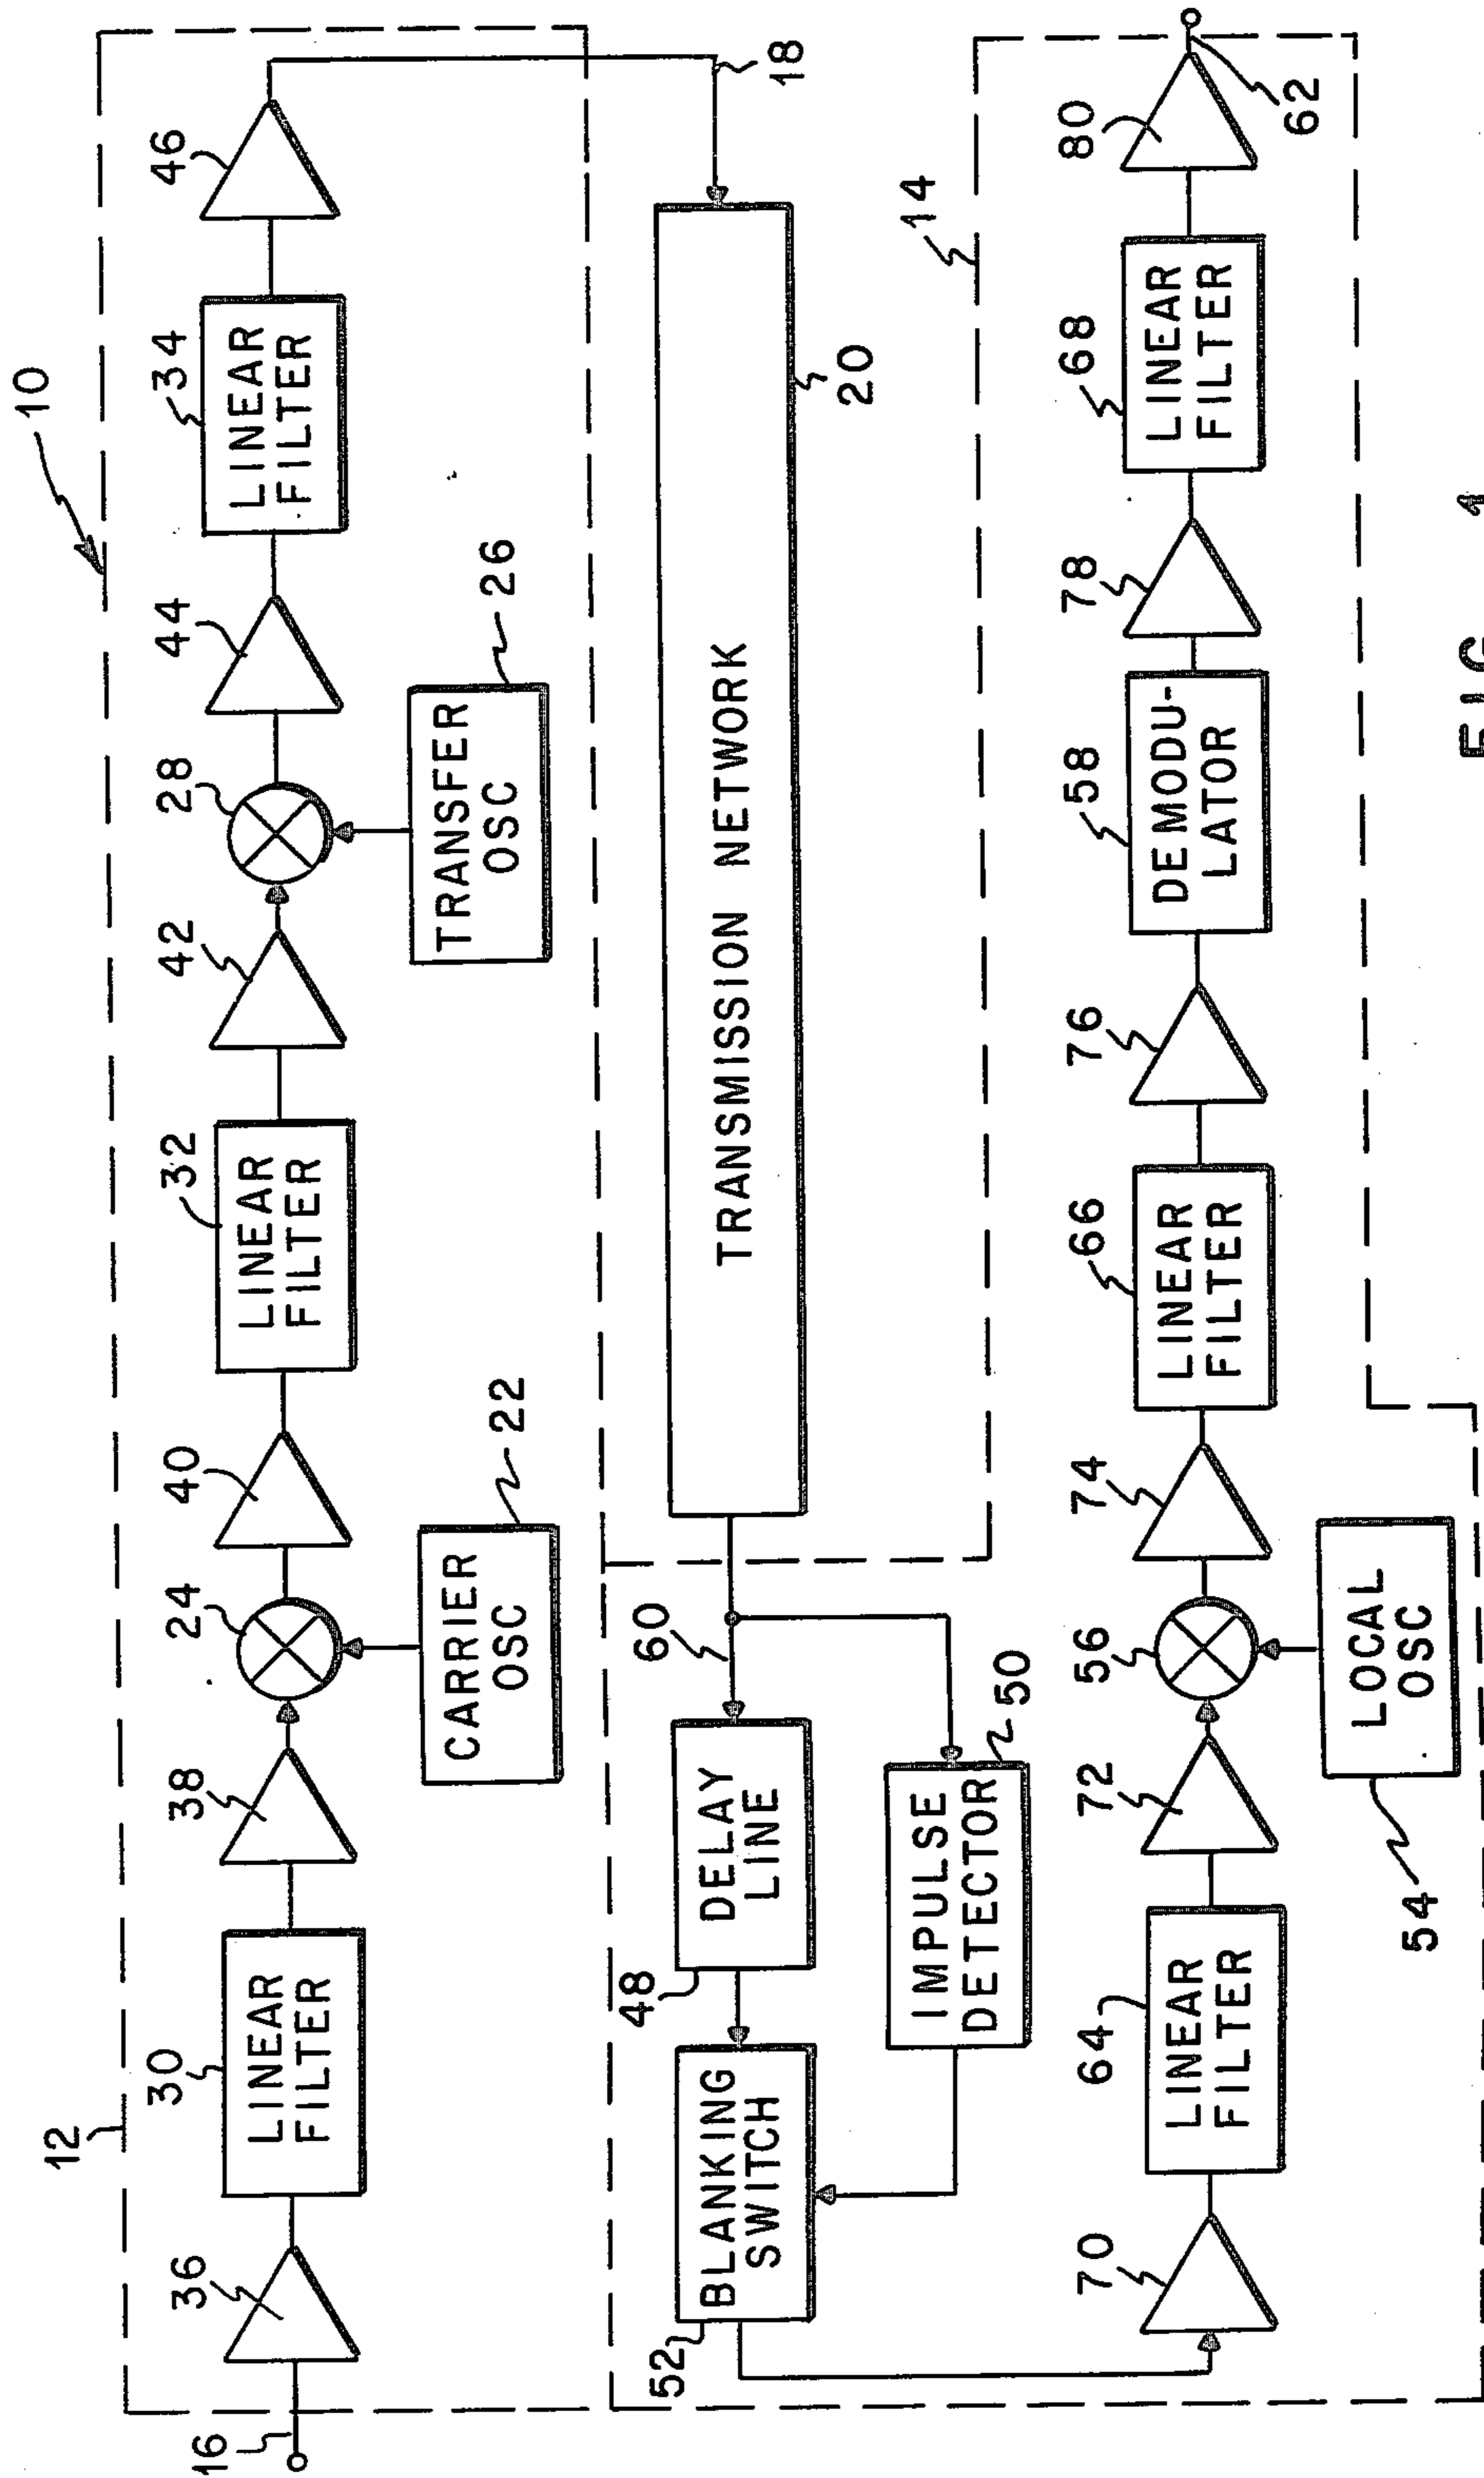 10
12
16
36
30
LINEAR
FILTER
38
24
40
32
LINEAR
FILTER
42
28
44
34
LINEAR
FILTER
46
CARRIER
OSC
22
TRANSFER
OSC
26
18
52
BLANKING
SWITCH
48
DELAY
LINE
60
TRANSMISSION NETWORK
20
IMPULSE
DETECTOR
50
14
70
64
LINEAR
FILTER
72
56
74
66
LINEAR
FILTER
76
58
DEMODU-
LATOR
78
68
LINEAR
FILTER
80
62
54
LOCAL
OSC
FIG. 1